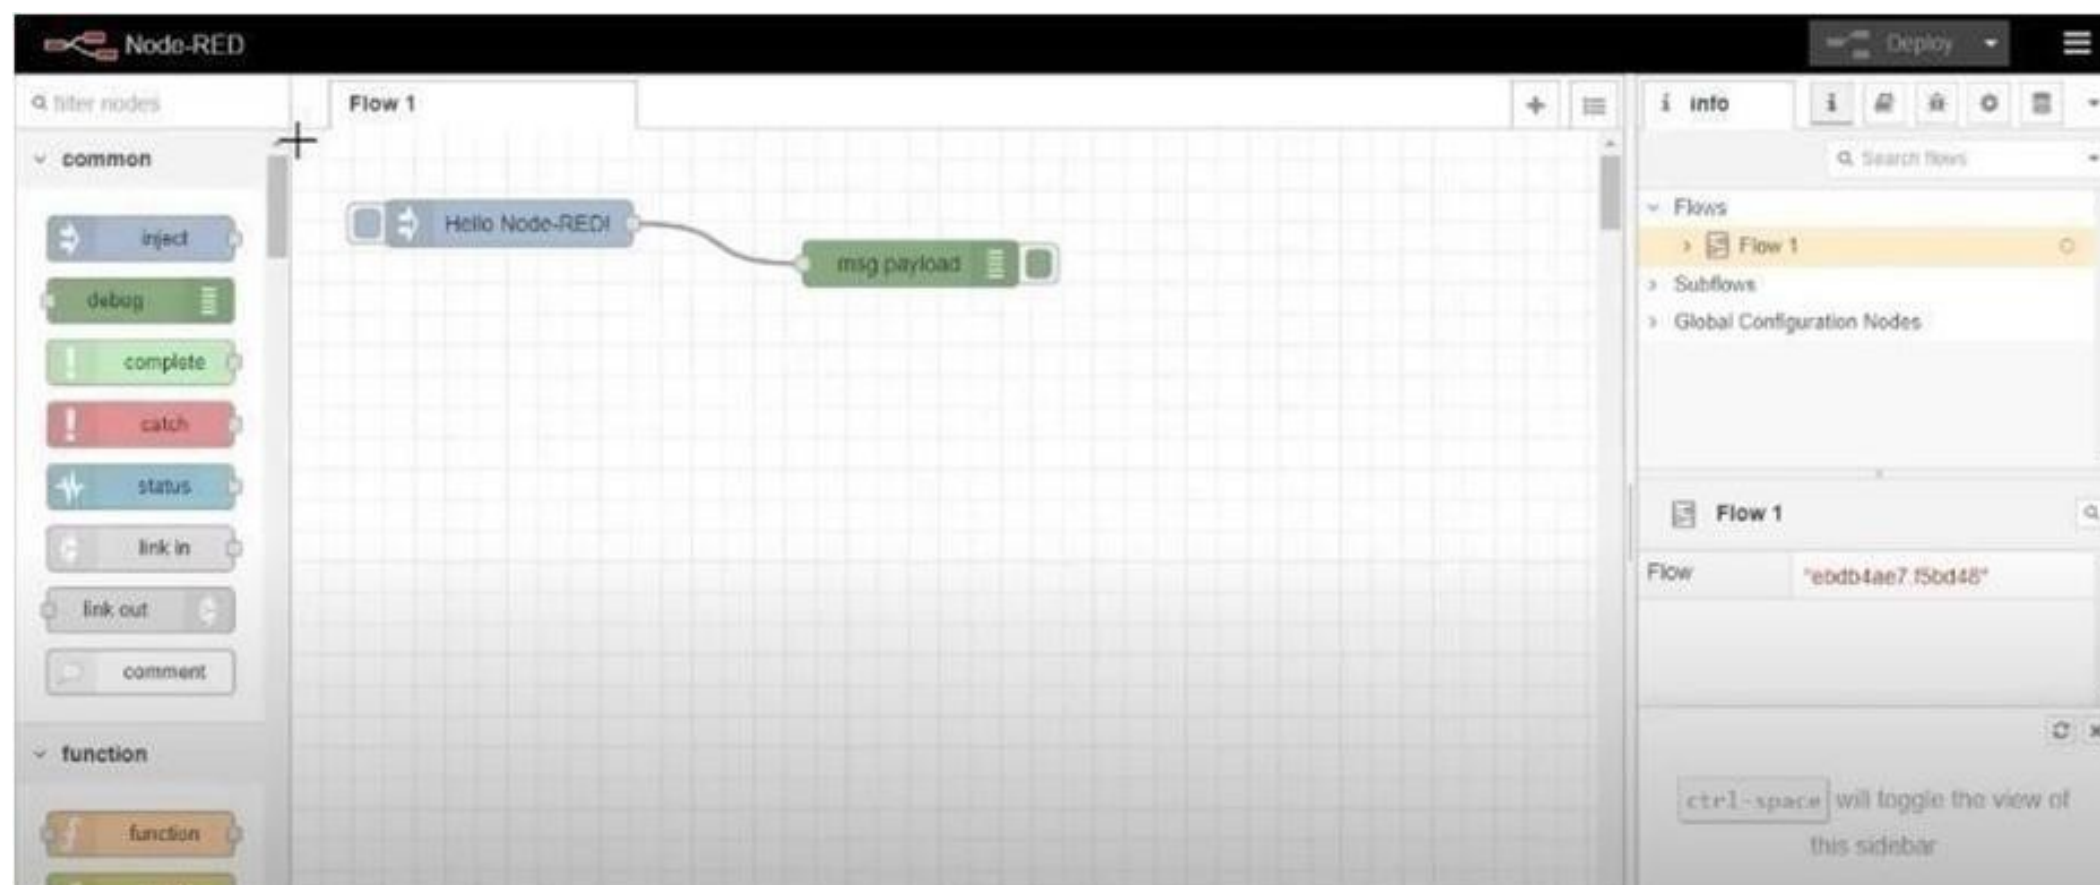 Node-RED
Deploy
filter nodes
Flow 1
info
common
Search flows
inject
Hello Node-RED!
msg payload
Flows
Flow 1
debug
Subflows
Global Configuration Nodes
complete
catch
status
Flow 1
link in
Flow
"ebdb4ae7.f5bd48"
link out
comment
function
ctrl-space will toggle the view of
this sidebar
function